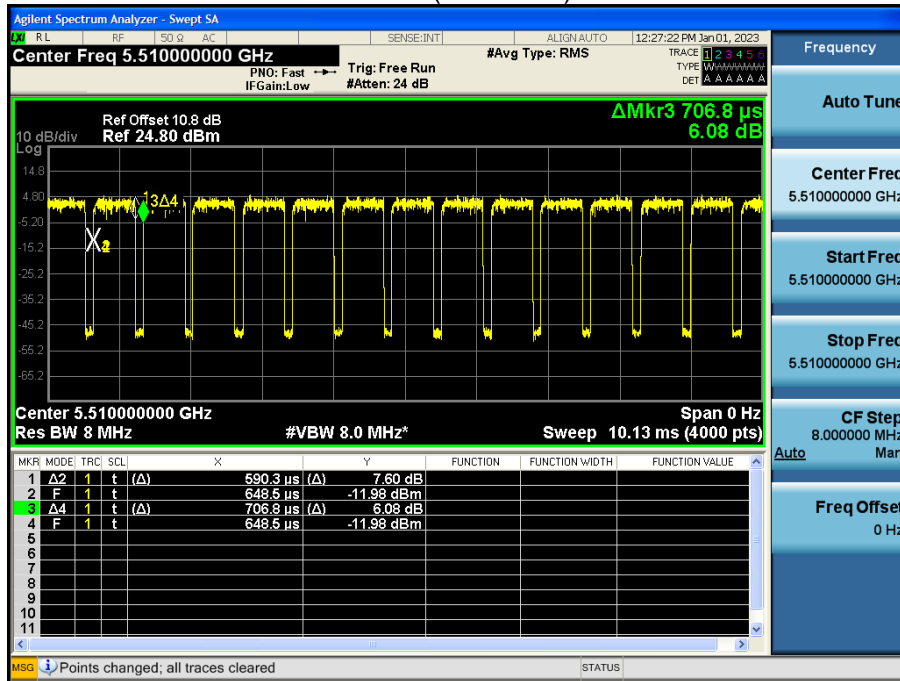 Agilent Spectrum Analyzer - Swept SA
LXI RL RF 50 Ω AC SENSE:INT ALIGN AUTO 12:27:22 PM Jan 01, 2023
Center Freq 5.510000000 GHz #Avg Type: RMS TRACE 1 2 3 4 5 6
PNO: Fast Trig: Free Run TYPE WWWWWW
IFGain:Low #Atten: 24 dB DET A A A A A A
Frequency
Auto Tune
Center Freq
5.510000000 GHz
Start Freq
5.510000000 GHz
Stop Freq
5.510000000 GHz
CF Step
8.000000 MHz
Auto Man
Freq Offset
0 Hz
ΔMkr3 706.8 µs
6.08 dB
Ref Offset 10.8 dB
10 dB/div Ref 24.80 dBm
Log
14.8
4.80
-5.20
-15.2
-25.2
-35.2
-45.2
-55.2
-65.2
1 3Δ4
X 2
Center 5.510000000 GHz Span 0 Hz
Res BW 8 MHz #VBW 8.0 MHz* Sweep 10.13 ms (4000 pts)
MKR MODE TRC SCL X Y FUNCTION FUNCTION WIDTH FUNCTION VALUE
1 Δ2 1 t (Δ) 590.3 µs (Δ) 7.60 dB
2 F 1 t 648.5 µs -11.98 dBm
3 Δ4 1 t (Δ) 706.8 µs (Δ) 6.08 dB
4 F 1 t 648.5 µs -11.98 dBm
5
6
7
8
9
10
11
MSG Points changed; all traces cleared STATUS